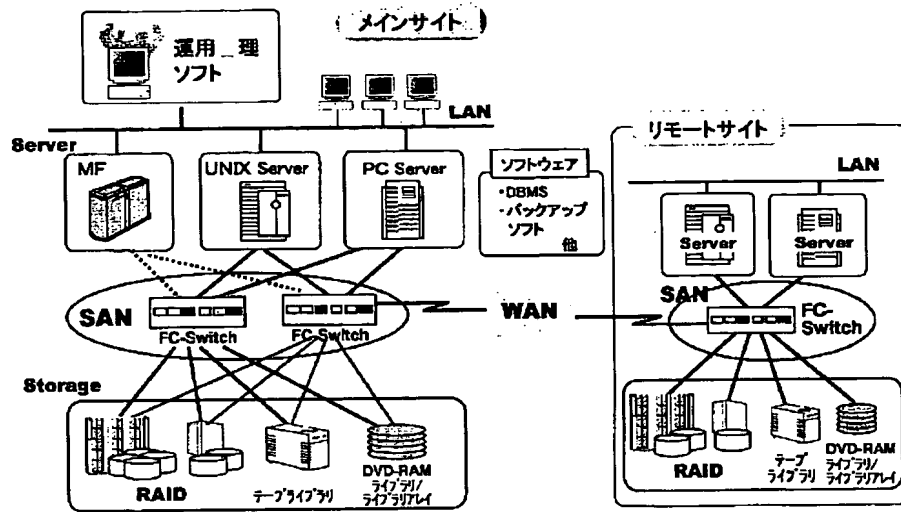 メインサイト
運用_理
ソフト
LAN
Server
MF
UNIX Server
PC Server
ソフトウェア
・DBMS
・バックアップ
ソフト
他
リモートサイト
LAN
Server
Server
SAN
FC-Switch
FC-Switch
WAN
SAN
FC-
Switch
Storage
RAID
テープライブラリ
DVD-RAM
ライブラリ/
ライブラリアレイ
RAID
テープ
ライブラリ
DVD-RAM
ライブラリ/
ライブラリアレイ